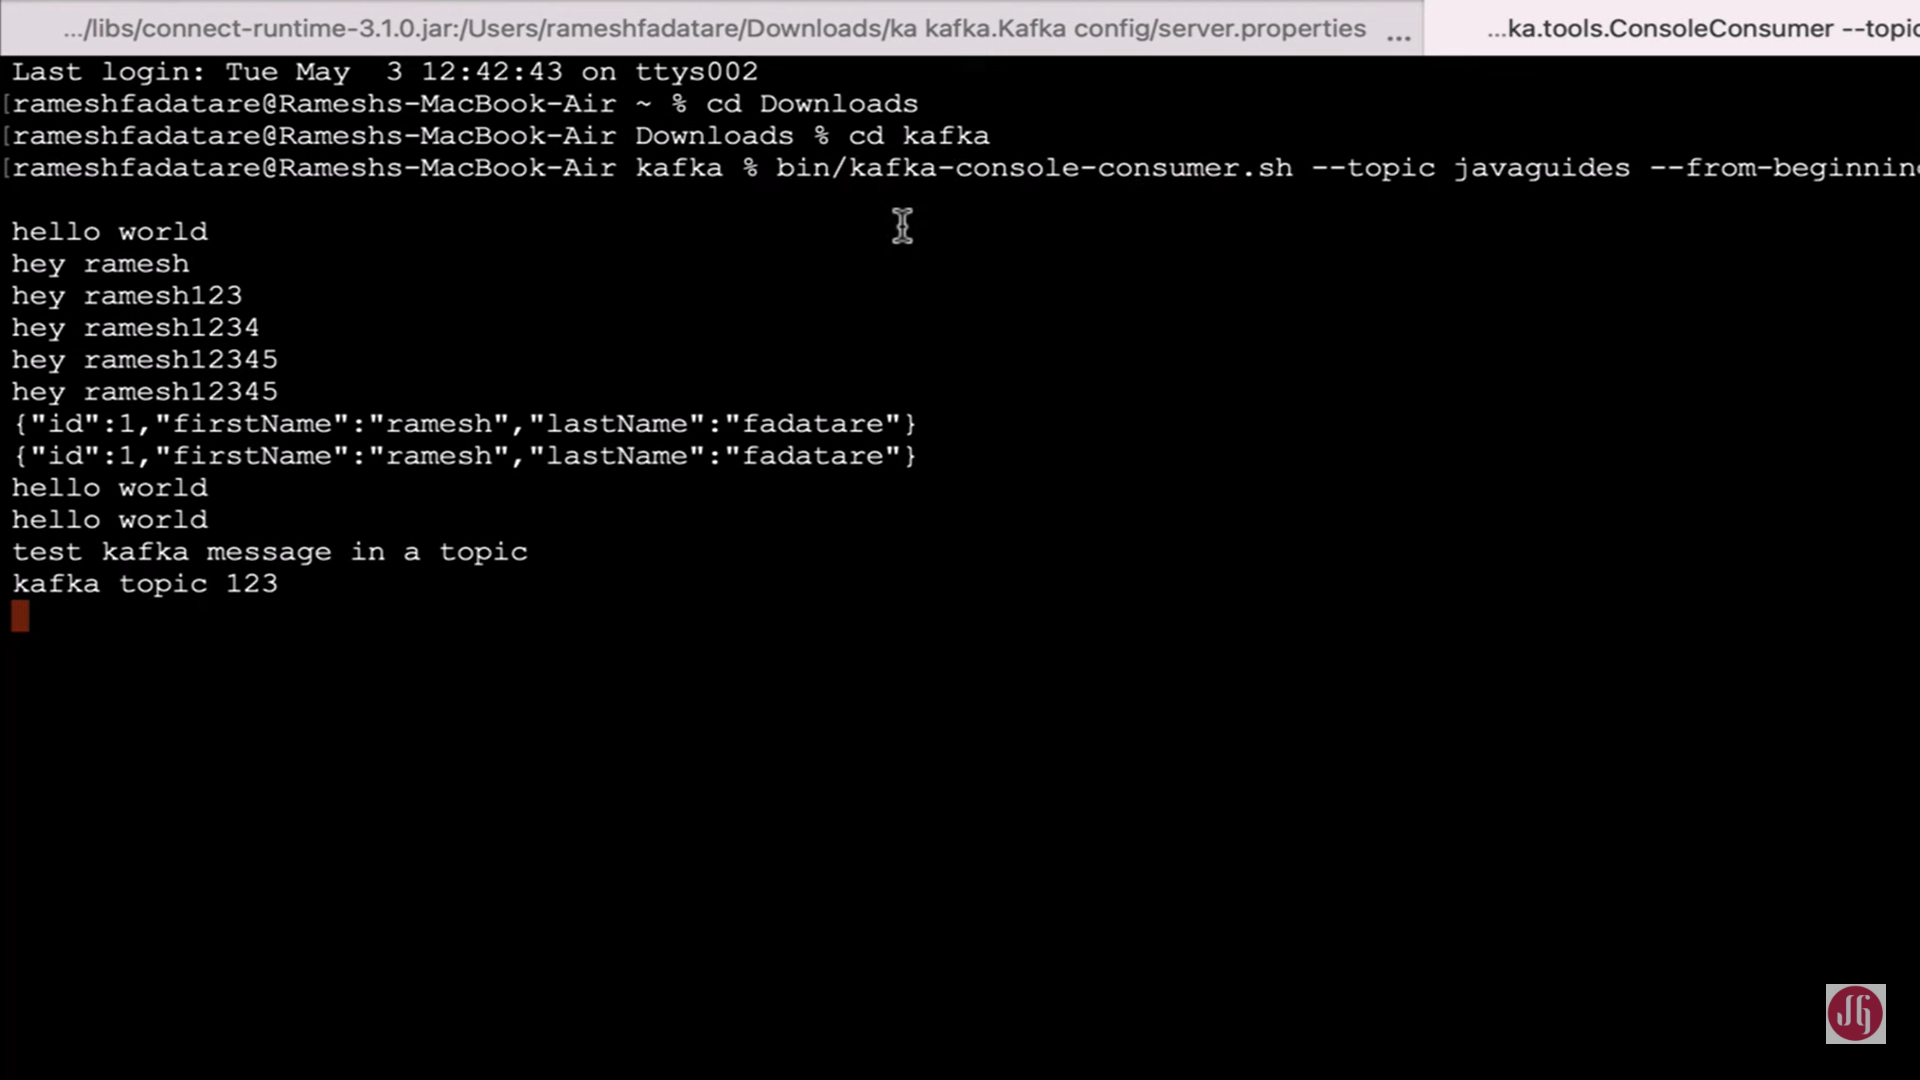 .../libs/connect-runtime-3.1.0.jar:/Users/rameshfadatare/Downloads/ka kafka.Kafka config/server.properties ...
...ka.tools.ConsoleConsumer --topic
Last login: Tue May  3 12:42:43 on ttys002
[rameshfadatare@Rameshs-MacBook-Air ~ % cd Downloads
[rameshfadatare@Rameshs-MacBook-Air Downloads % cd kafka
[rameshfadatare@Rameshs-MacBook-Air kafka % bin/kafka-console-consumer.sh --topic javaguides --from-beginning
hello world
hey ramesh
hey ramesh123
hey ramesh1234
hey ramesh12345
hey ramesh12345
{"id":1,"firstName":"ramesh","lastName":"fadatare"}
{"id":1,"firstName":"ramesh","lastName":"fadatare"}
hello world
hello world
test kafka message in a topic
kafka topic 123
JG